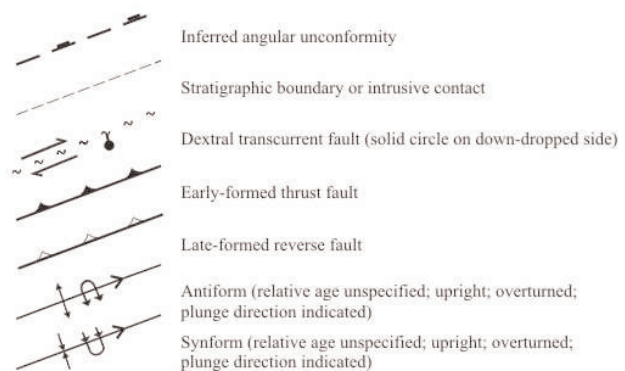 Inferred angular unconformity
Stratigraphic boundary or intrusive contact
Dextral transcurrent fault (solid circle on down-dropped side)
Early-formed thrust fault
Late-formed reverse fault
Antiform (relative age unspecified; upright; overturned;
plunge direction indicated)
Synform (relative age unspecified; upright; overturned;
plunge direction indicated)